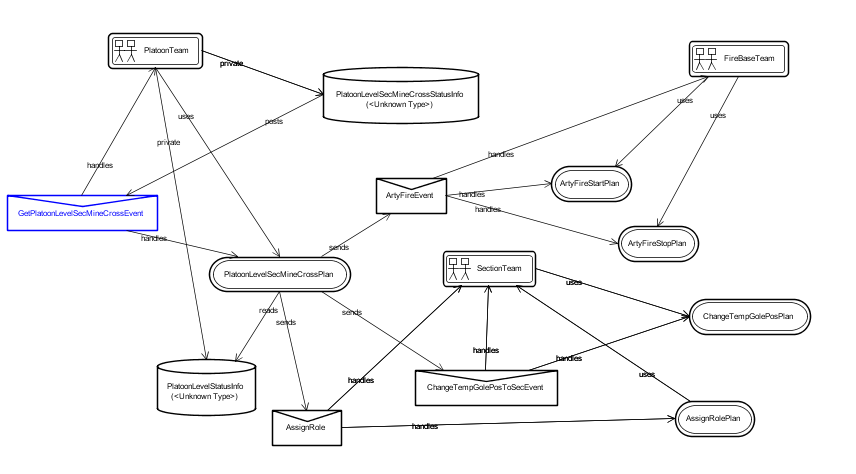 PlatoonTeam
FireBaseTeam
private
uses
PlatoonLevelSecMineCrossStatusInfo
(<Unknown Type>)
uses
uses
posts
private
handles
handles
ArtyFireEvent
handles
handles
ArtyFireStartPlan
GetPlatoonLevelSecMineCrossEvent
handles
sends
ArtyFireStopPlan
PlatoonLevelSecMineCrossPlan
SectionTeam
uses
reads
sends
sends
ChangeTempGolePosPlan
handles
handles
handles
uses
PlatoonLevelStatusInfo
(<Unknown Type>)
ChangeTempGolePosToSecEvent
AssignRole
handles
AssignRolePlan